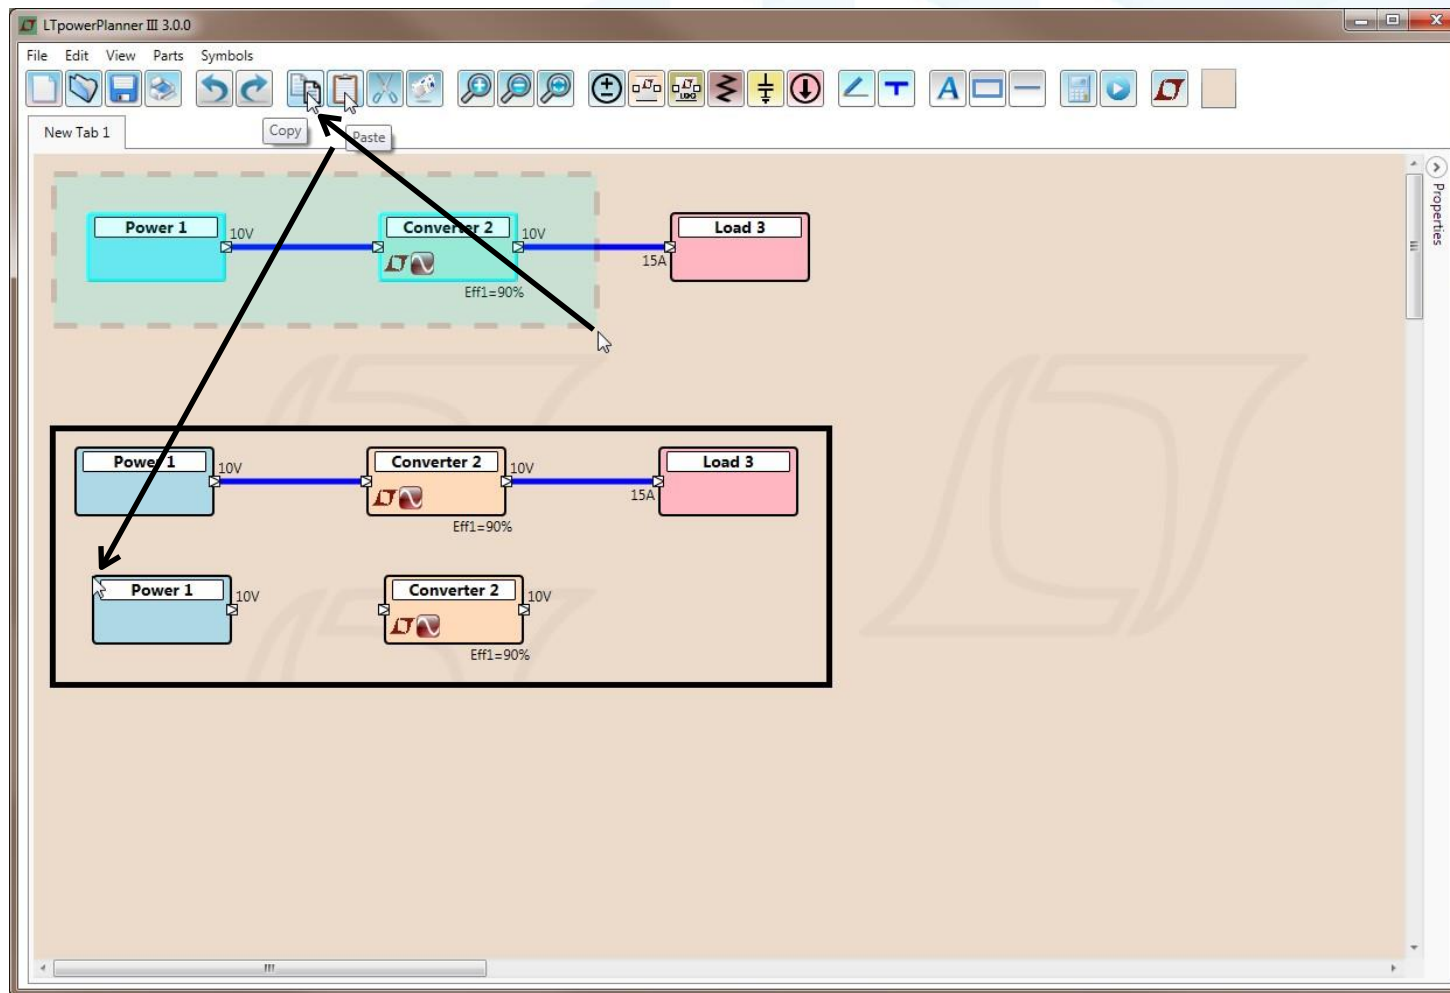 LTpowerPlanner III 3.0.0
File Edit View Parts Symbols
LDO
A
New Tab 1
Copy
Paste
Properties
Power 1
10V
Converter 2
10V
Load 3
15A
Eff1=90%
Power 1
10V
Converter 2
10V
Load 3
15A
Eff1=90%
Power 1
10V
Converter 2
10V
Eff1=90%